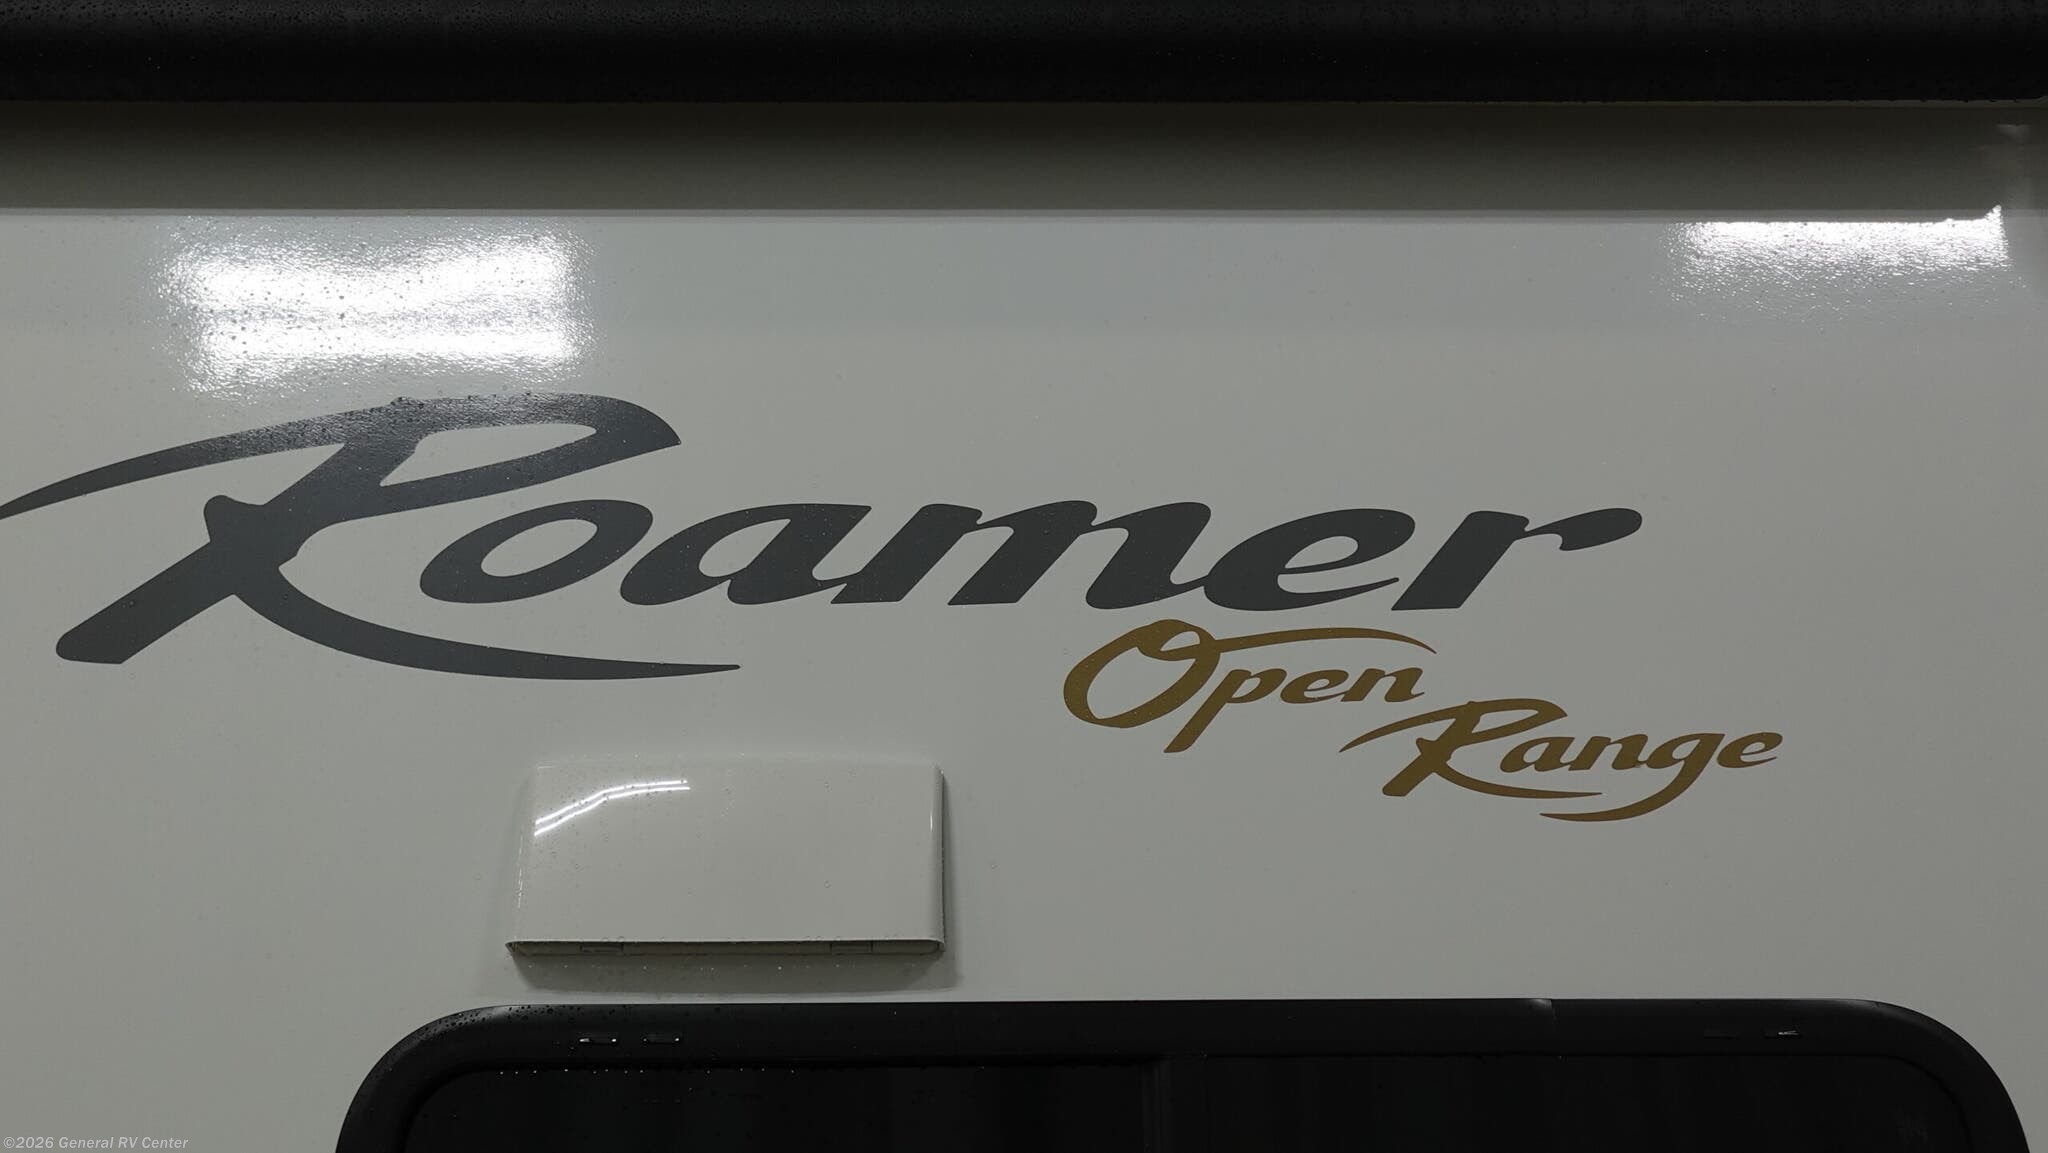 Roamer
Open
Range
©2026 General RV Center